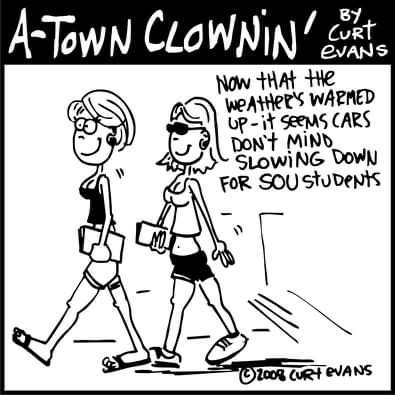 A-TOWN CLOWNIN'
BY
CURT
EVANS
NOW THAT THE
WEATHER'S WARMED
UP-IT SEEMS CARS
DON'T MIND
SLOWING DOWN
FOR SOU STUDENTS
©2008 CURT EVANS